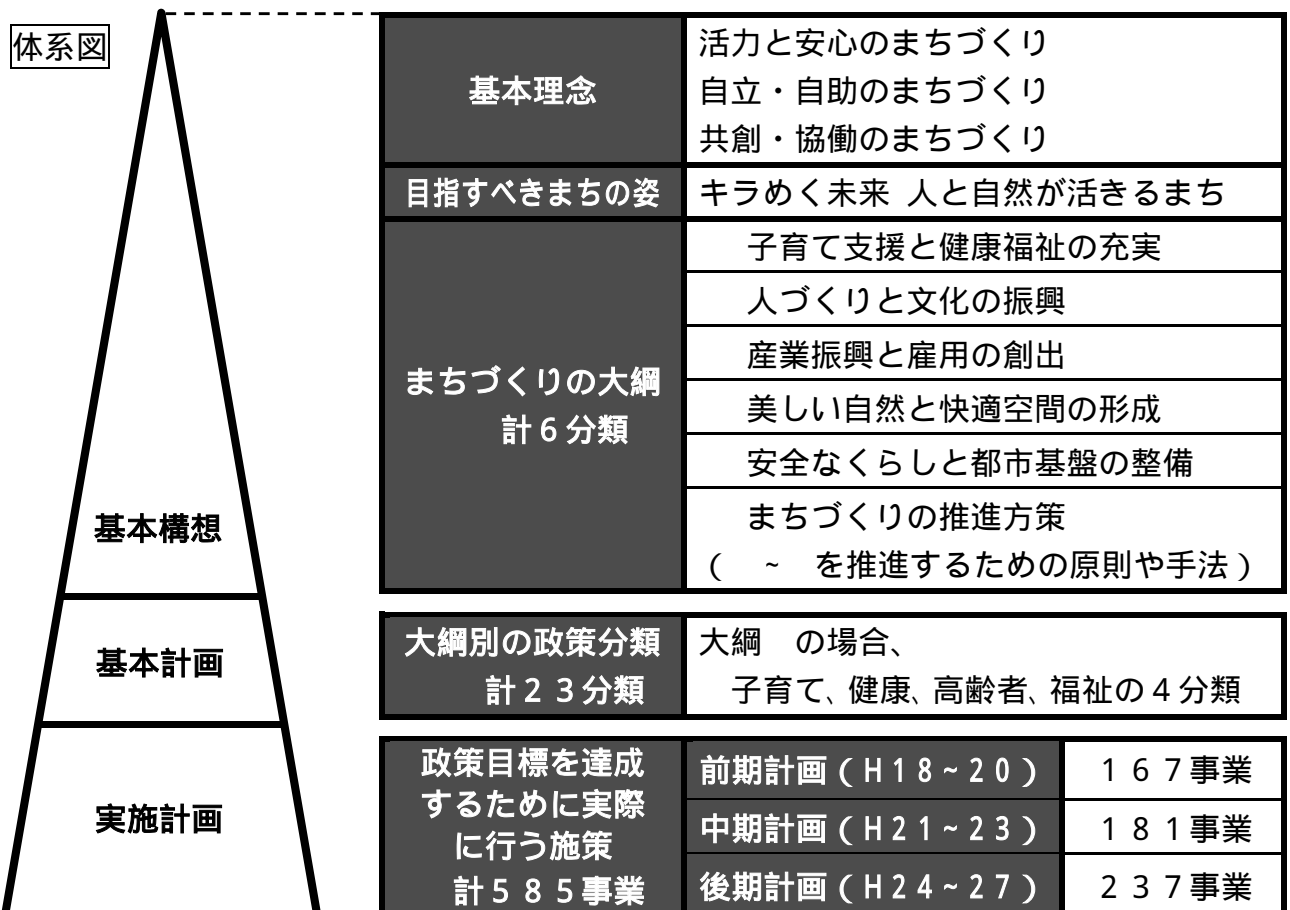 体系図
基本構想
基本計画
実施計画
基本理念
活力と安心のまちづくり
自立・自助のまちづくり
共創・協働のまちづくり
目指すべきまちの姿
キラめく未来 人と自然が活きるまち
まちづくりの大綱
計6分類
子育て支援と健康福祉の充実
人づくりと文化の振興
産業振興と雇用の創出
美しい自然と快適空間の形成
安全なくらしと都市基盤の整備
まちづくりの推進方策
(　~　を推進するための原則や手法)
大綱別の政策分類
計23分類
大綱　の場合、
子育て、健康、高齢者、福祉の4分類
政策目標を達成
するために実際
に行う施策
計585事業
前期計画(H18~20)
167事業
中期計画(H21~23)
181事業
後期計画(H24~27)
237事業